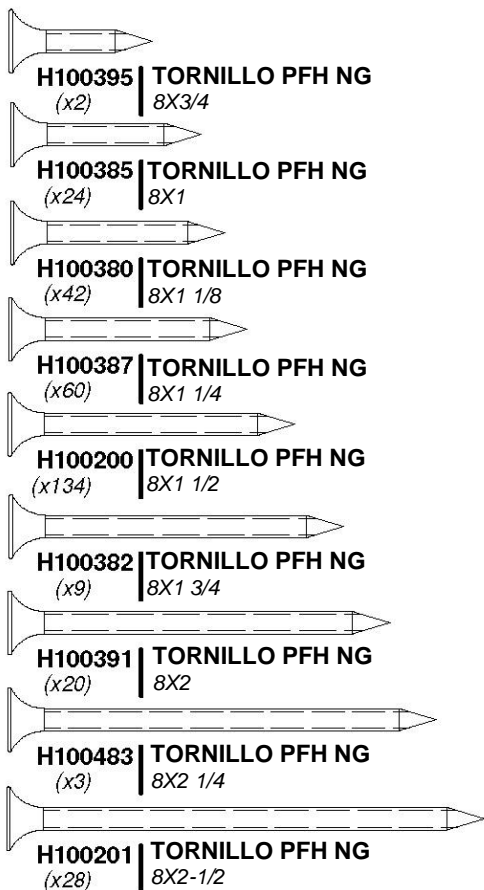 H100395 TORNILLO PFH NG
(x2) 8X3/4
H100385 TORNILLO PFH NG
(x24) 8X1
H100380 TORNILLO PFH NG
(x42) 8X1 1/8
H100387 TORNILLO PFH NG
(x60) 8X1 1/4
H100200 TORNILLO PFH NG
(x134) 8X1 1/2
H100382 TORNILLO PFH NG
(x9) 8X1 3/4
H100391 TORNILLO PFH NG
(x20) 8X2
H100483 TORNILLO PFH NG
(x3) 8X2 1/4
H100201 TORNILLO PFH NG
(x28) 8X2-1/2